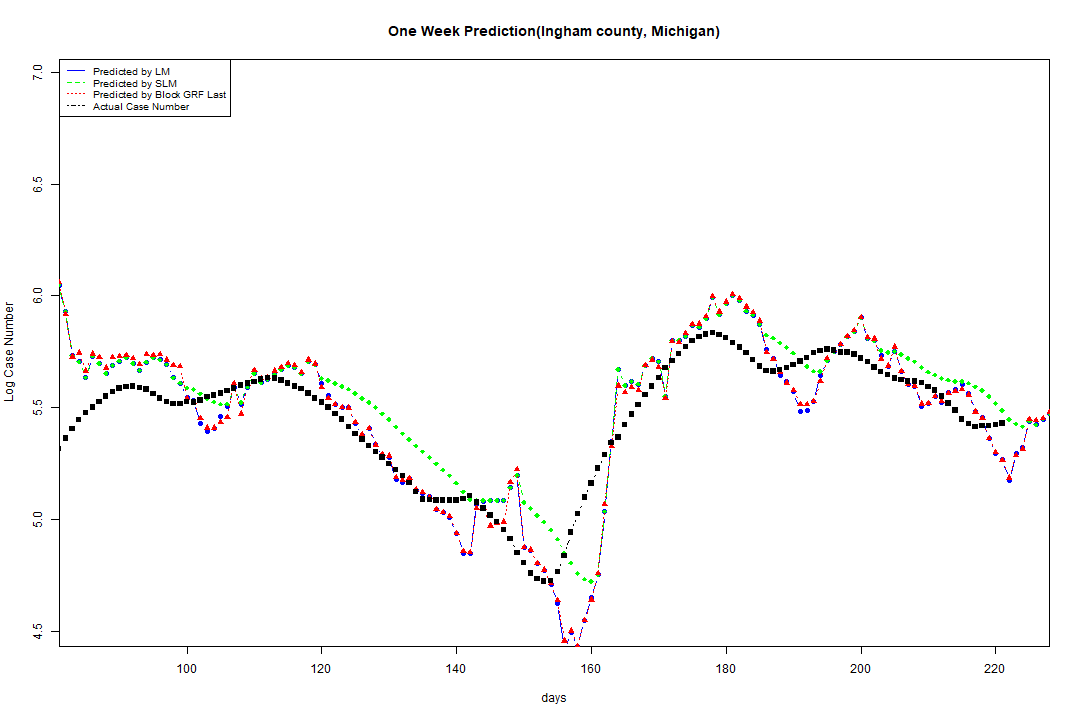 One Week Prediction(Ingham county, Michigan)
Predicted by LM
Predicted by SLM
Predicted by Block GRF Last
Actual Case Number
7.0
6.5
6.0
5.5
5.0
4.5
Log Case Number
100 120 140 160 180 200 220
days